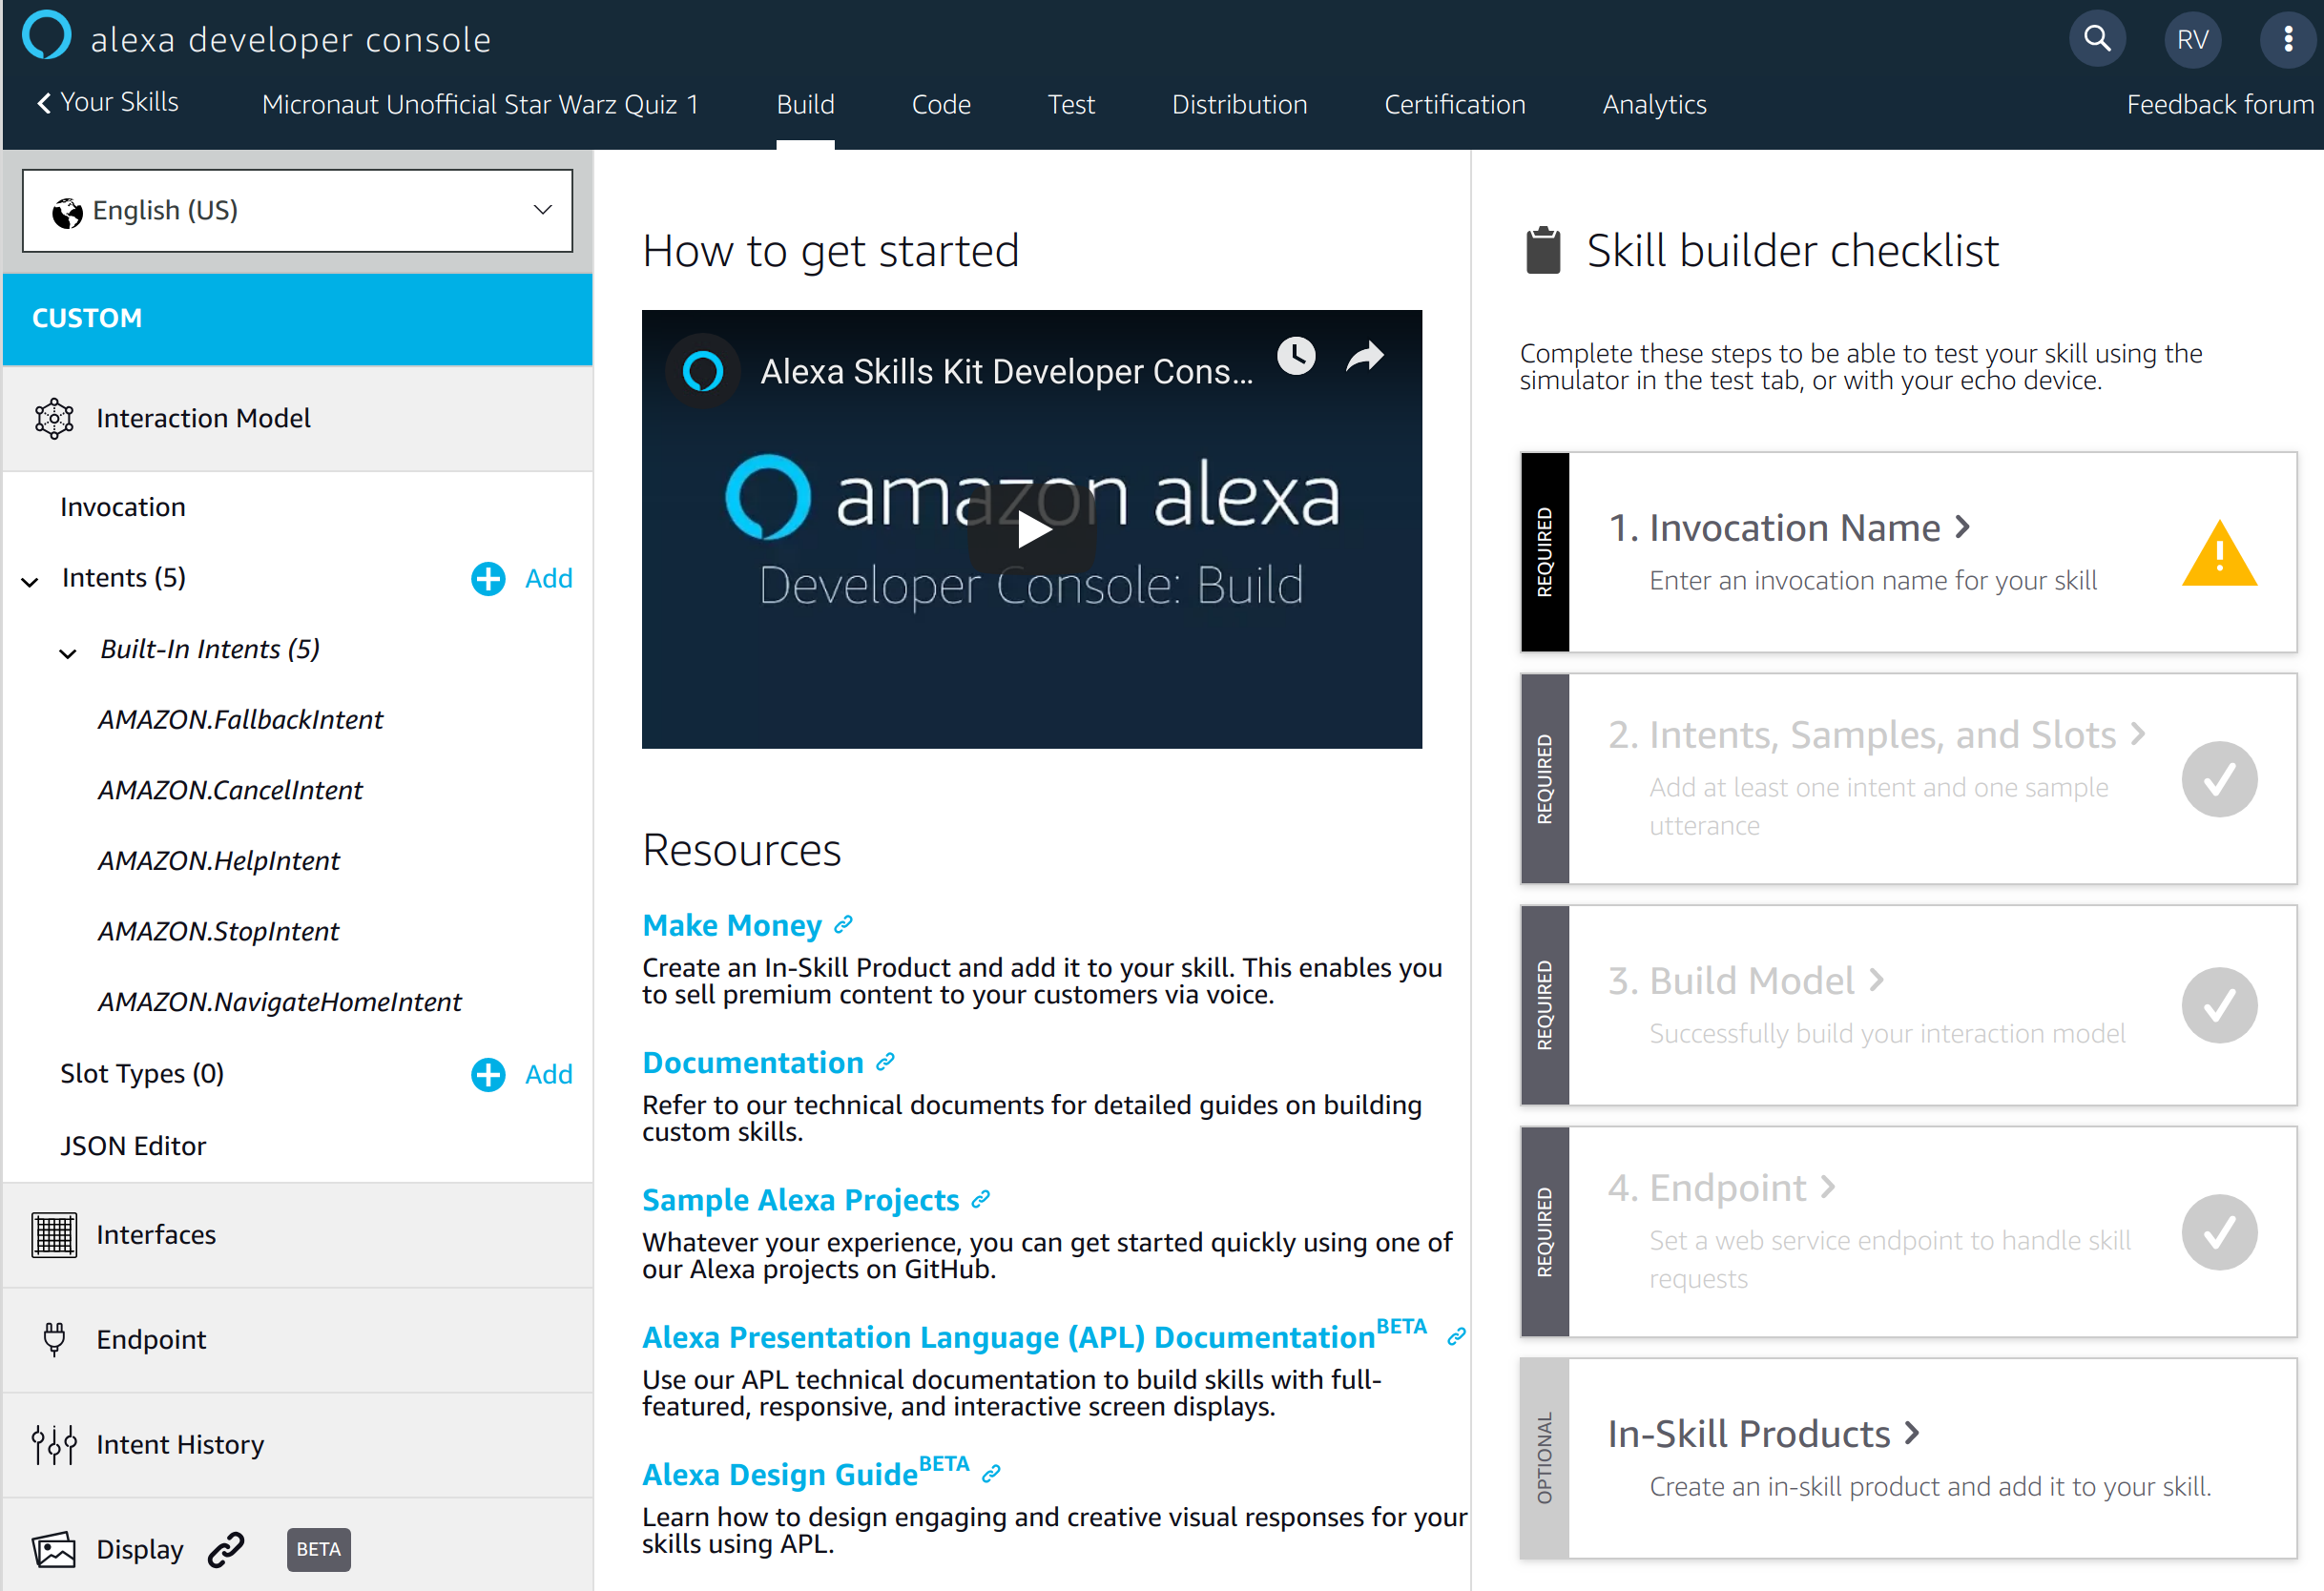 alexa developer console
RV
Your Skills
Micronaut Unofficial Star Warz Quiz 1
Build
Code
Test
Distribution
Certification
Analytics
Feedback forum
English (US)
CUSTOM
Interaction Model
Invocation
Intents (5)
Add
Built-In Intents (5)
AMAZON.FallbackIntent
AMAZON.CancelIntent
AMAZON.HelpIntent
AMAZON.StopIntent
AMAZON.NavigateHomeIntent
Slot Types (0)
Add
JSON Editor
Interfaces
Endpoint
Intent History
Display
BETA
How to get started
Alexa Skills Kit Developer Cons...
amazon alexa
Developer Console: Build
Resources
Make Money
Create an In-Skill Product and add it to your skill. This enables you
to sell premium content to your customers via voice.
Documentation
Refer to our technical documents for detailed guides on building
custom skills.
Sample Alexa Projects
Whatever your experience, you can get started quickly using one of
our Alexa projects on GitHub.
Alexa Presentation Language (APL) Documentation BETA
Use our APL technical documentation to build skills with full-
featured, responsive, and interactive screen displays.
Alexa Design Guide BETA
Learn how to design engaging and creative visual responses for your
skills using APL.
Skill builder checklist
Complete these steps to be able to test your skill using the
simulator in the test tab, or with your echo device.
REQUIRED
1. Invocation Name
Enter an invocation name for your skill
REQUIRED
2. Intents, Samples, and Slots
Add at least one intent and one sample
utterance
REQUIRED
3. Build Model
Successfully build your interaction model
REQUIRED
4. Endpoint
Set a web service endpoint to handle skill
requests
OPTIONAL
In-Skill Products
Create an in-skill product and add it to your skill.